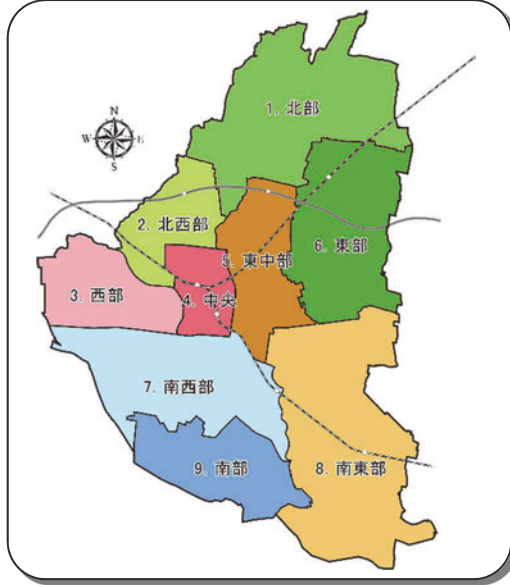 1. 北部
N
W E
S
2. 北西部
6. 東部
5. 東中部
3. 西部
4. 中央
7. 南西部
9. 南部
8. 南東部